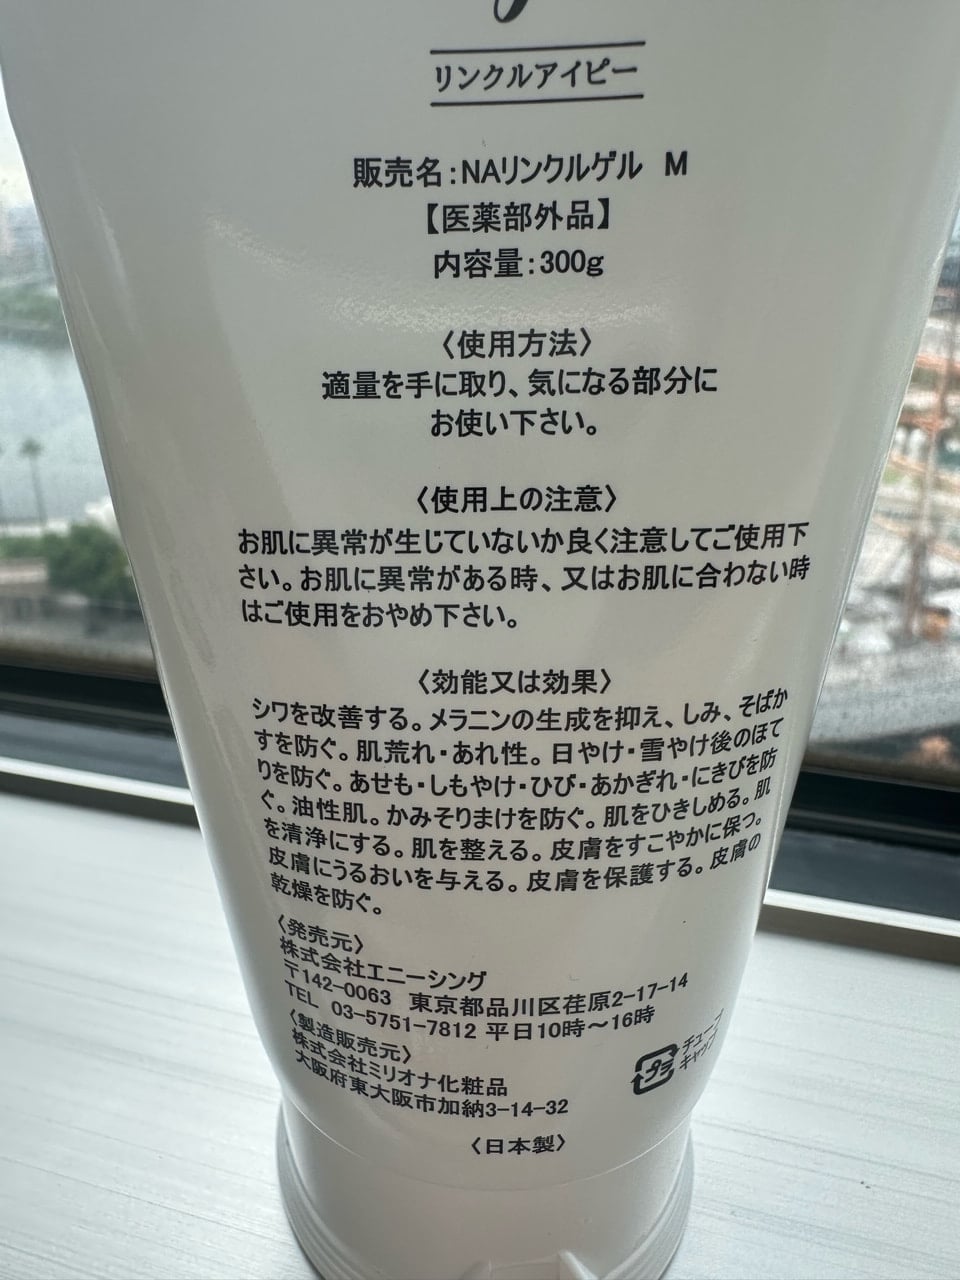 リンクルアイピー
販売名：NAリンクルゲル　M
【医薬部外品】
内容量：300g
〈使用方法〉
適量を手に取り、気になる部分に
お使い下さい。
〈使用上の注意〉
お肌に異常が生じていないか良く注意してご使用下
さい。お肌に異常がある時、又はお肌に合わない時
はご使用をおやめ下さい。
〈効能又は効果〉
シワを改善する。メラニンの生成を抑え、しみ、そばか
すを防ぐ。肌荒れ・あれ性。日やけ・雪やけ後のほて
りを防ぐ。あせも・しもやけ・ひび・あかぎれ・にきびを防
ぐ。油性肌。かみそりまけを防ぐ。肌をひきしめる。肌
を清浄にする。肌を整える。皮膚をすこやかに保つ。
皮膚にうるおいを与える。皮膚を保護する。皮膚の
乾燥を防ぐ。
〈発売元〉
株式会社エニーシング
〒142-0063　東京都品川区荏原2-17-14
TEL　03-5751-7812 平日10時～16時
〈製造販売元〉
株式会社ミリオナ化粧品
大阪府東大阪市加納3-14-32
プラ
チューブ
キャップ
〈日本製〉